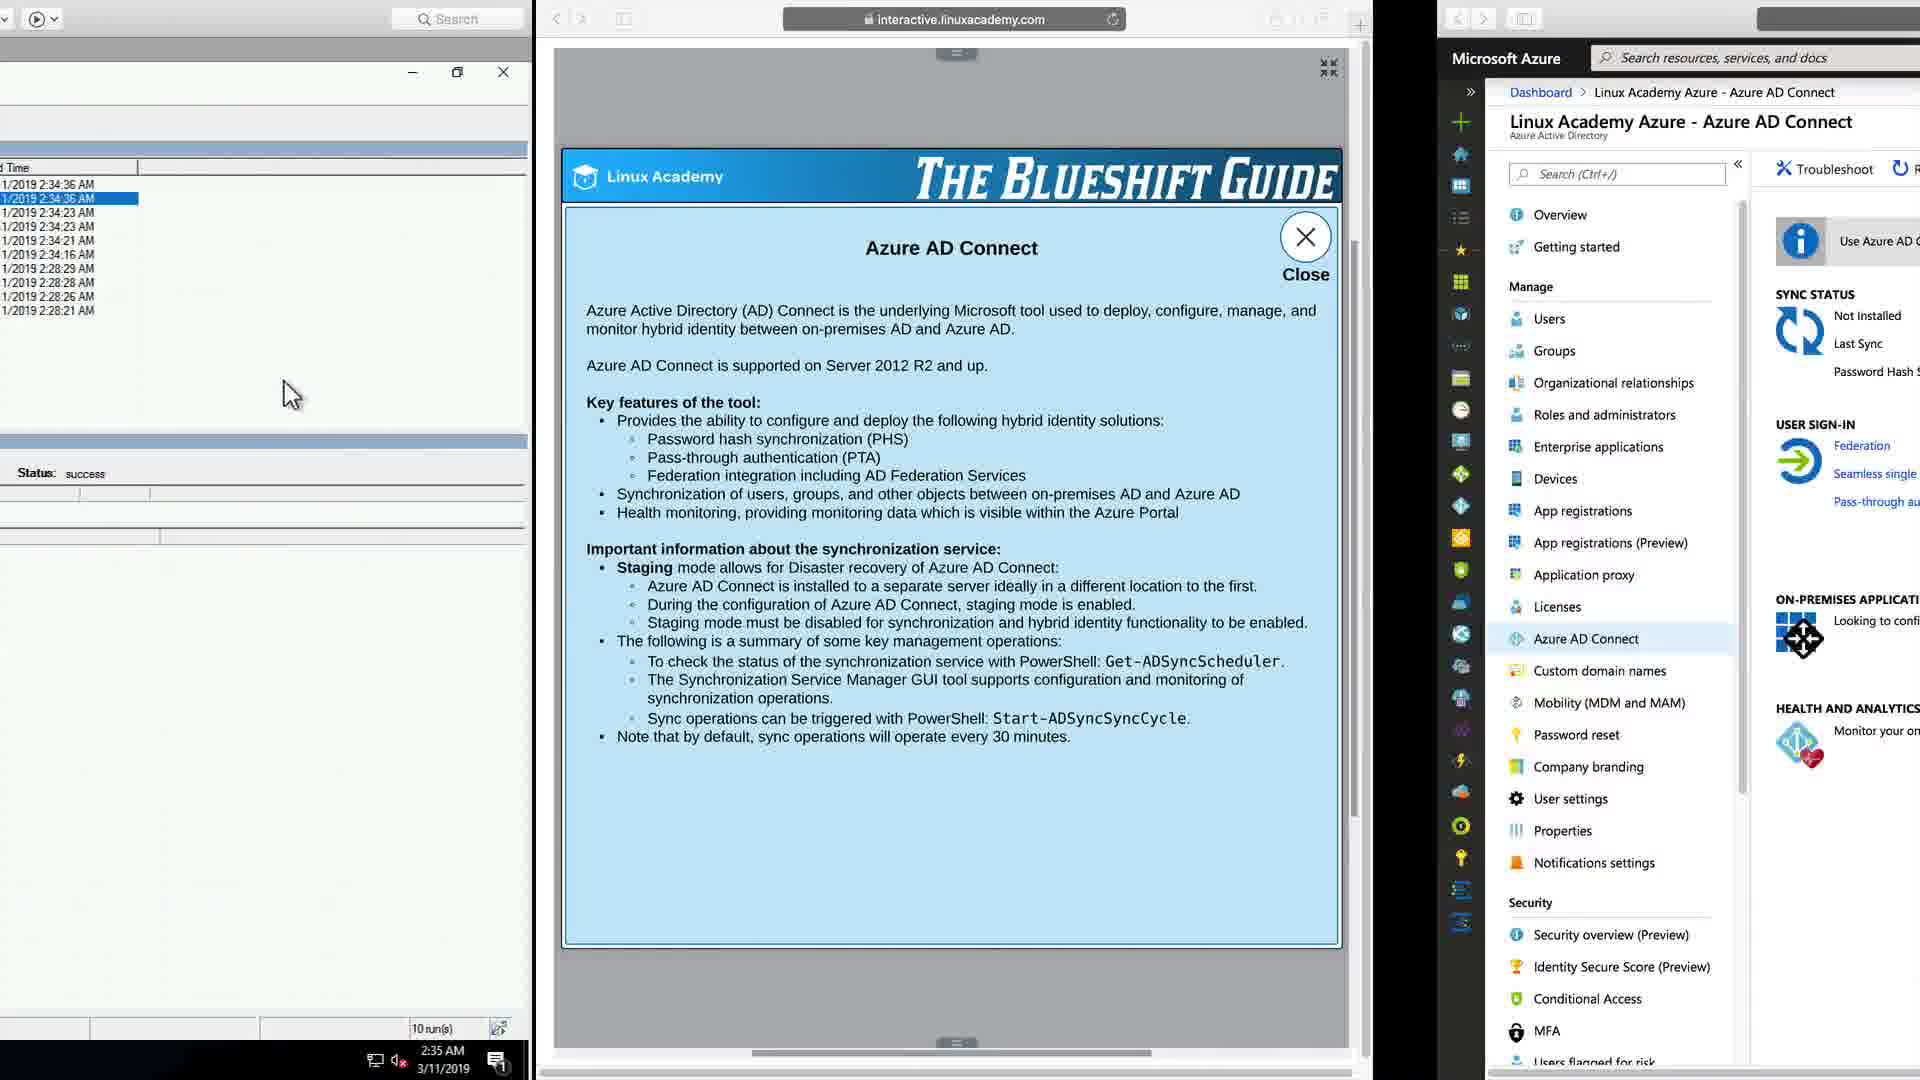 Search
d Time
1/2019 2:34:36 AM
1/2019 2:34:36 AM
1/2019 2:34:23 AM
1/2019 2:34:23 AM
1/2019 2:34:21 AM
1/2019 2:34:16 AM
1/2019 2:28:29 AM
1/2019 2:28:28 AM
1/2019 2:28:26 AM
1/2019 2:28:21 AM
Status: success
10 run(s)
2:35 AM
3/11/2019
1
interactive.linuxacademy.com
Linux Academy
THE BLUESHIFT GUIDE
Azure AD Connect
Close
Azure Active Directory (AD) Connect is the underlying Microsoft tool used to deploy, configure, manage, and
monitor hybrid identity between on-premises AD and Azure AD.
Azure AD Connect is supported on Server 2012 R2 and up.
Key features of the tool:
• Provides the ability to configure and deploy the following hybrid identity solutions:
◦ Password hash synchronization (PHS)
◦ Pass-through authentication (PTA)
◦ Federation integration including AD Federation Services
• Synchronization of users, groups, and other objects between on-premises AD and Azure AD
• Health monitoring, providing monitoring data which is visible within the Azure Portal
Important information about the synchronization service:
• Staging mode allows for Disaster recovery of Azure AD Connect:
◦ Azure AD Connect is installed to a separate server ideally in a different location to the first.
◦ During the configuration of Azure AD Connect, staging mode is enabled.
◦ Staging mode must be disabled for synchronization and hybrid identity functionality to be enabled.
• The following is a summary of some key management operations:
◦ To check the status of the synchronization service with PowerShell: Get-ADSyncScheduler.
◦ The Synchronization Service Manager GUI tool supports configuration and monitoring of
synchronization operations.
◦ Sync operations can be triggered with PowerShell: Start-ADSyncSyncCycle.
• Note that by default, sync operations will operate every 30 minutes.
Microsoft Azure
Search resources, services, and docs
Dashboard > Linux Academy Azure - Azure AD Connect
Linux Academy Azure - Azure AD Connect
Azure Active Directory
Search (Ctrl+/)
Overview
Getting started
Manage
Users
Groups
Organizational relationships
Roles and administrators
Enterprise applications
Devices
App registrations
App registrations (Preview)
Application proxy
Licenses
Azure AD Connect
Custom domain names
Mobility (MDM and MAM)
Password reset
Company branding
User settings
Properties
Notifications settings
Security
Security overview (Preview)
Identity Secure Score (Preview)
Conditional Access
MFA
Users flagged for risk
Troubleshoot
R
Use Azure AD C
SYNC STATUS
Not Installed
Last Sync
Password Hash S
USER SIGN-IN
Federation
Seamless single
Pass-through au
ON-PREMISES APPLICATI
Looking to confi
HEALTH AND ANALYTICS
Monitor your on